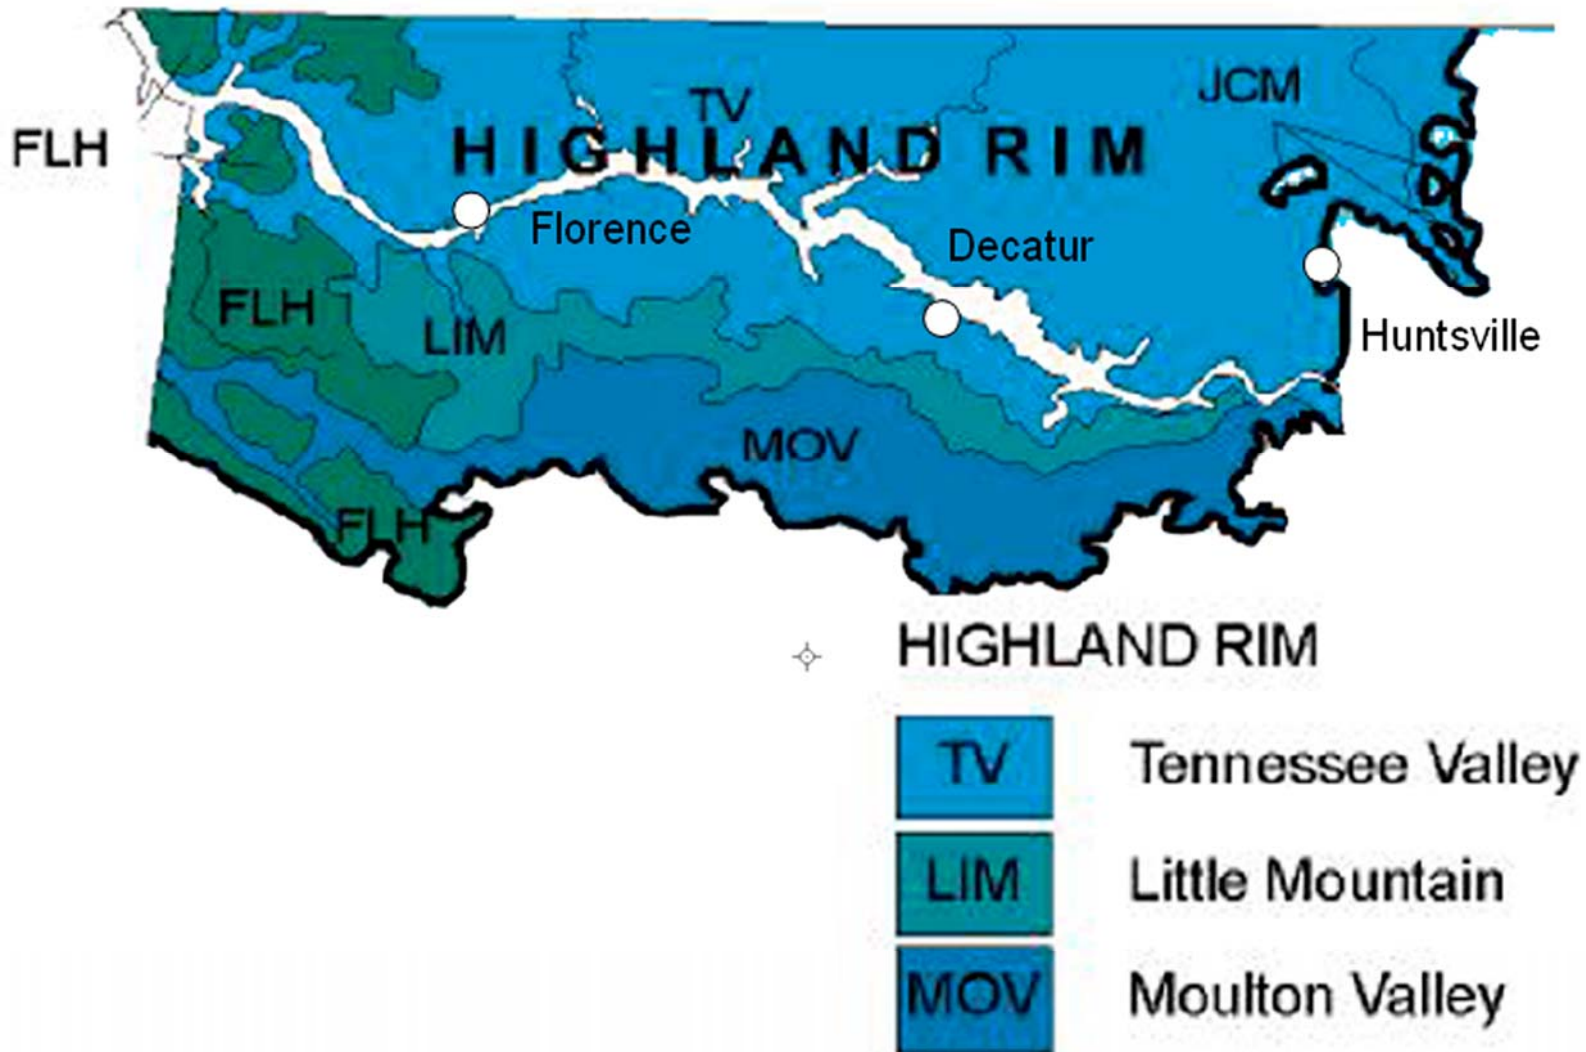 TV
JCM
FLH
HIGHLAND RIM
Florence
Decatur
FLH
LIM
Huntsville
MOV
FLH
HIGHLAND RIM
TV Tennessee Valley
LIM Little Mountain
MOV Moulton Valley